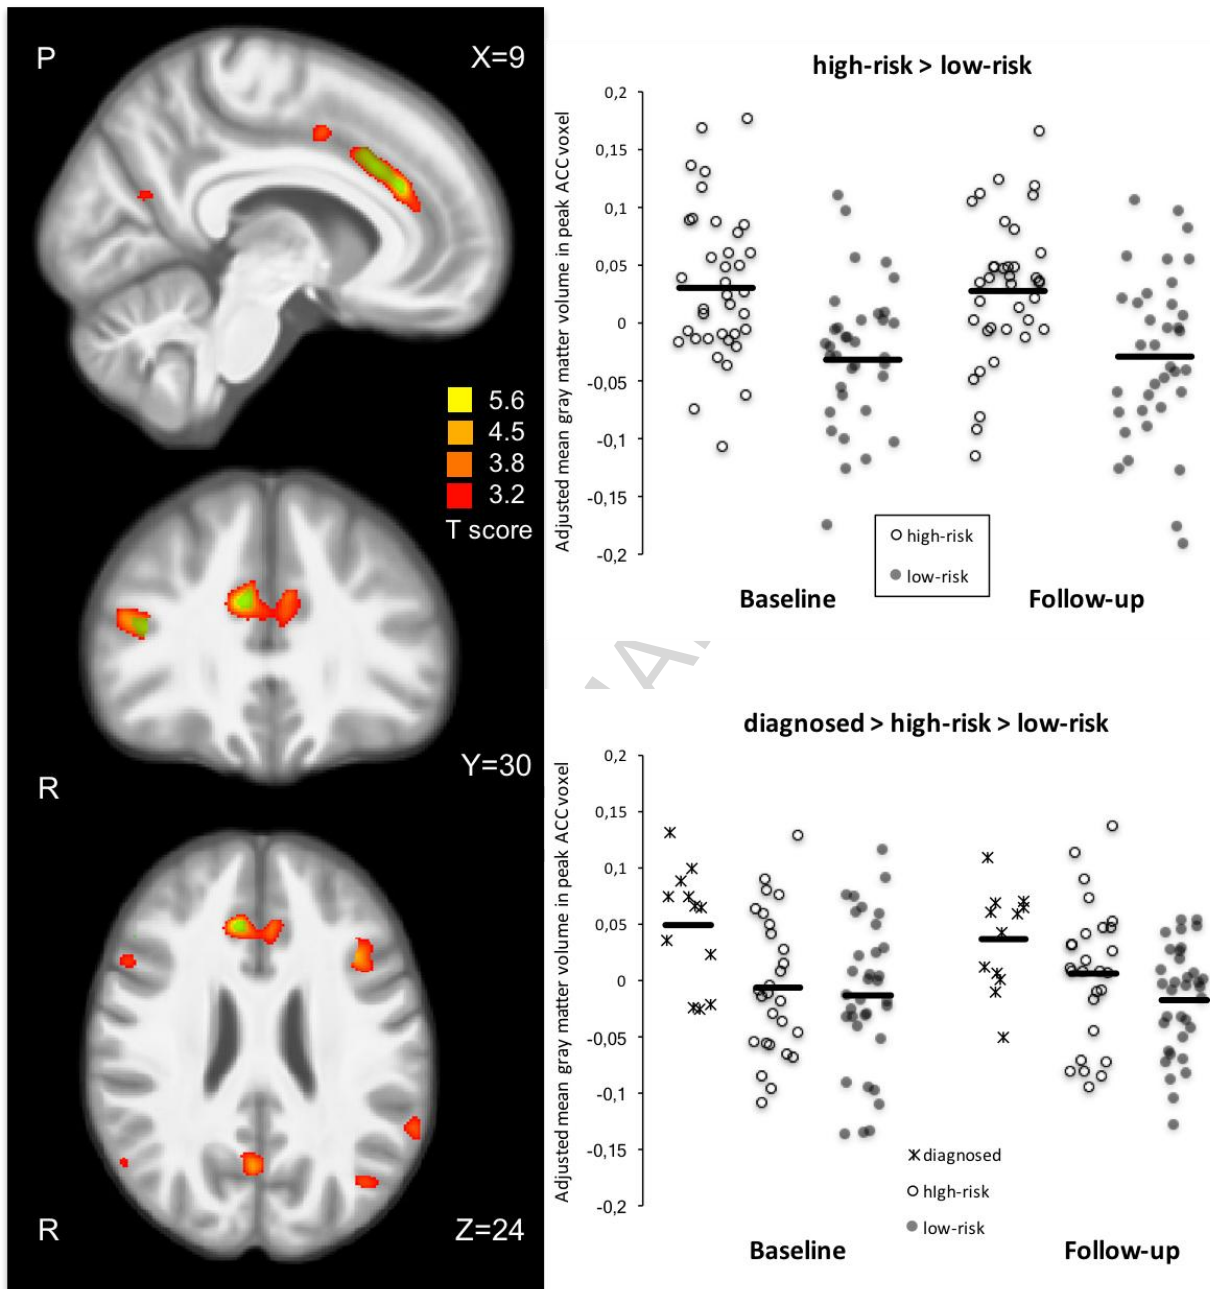 P
X=9
5.6
4.5
3.8
3.2
T score
Y=30
R
R
Z=24
high-risk > low-risk
Adjusted mean gray matter volume in peak ACC voxel
0,2
0,15
0,1
0,05
0
-0,05
-0,1
-0,15
-0,2
high-risk
low-risk
Baseline
Follow-up
diagnosed > high-risk > low-risk
Adjusted mean gray matter volume in peak ACC voxel
0,2
0,15
0,1
0,05
0
-0,05
-0,1
-0,15
-0,2
diagnosed
hIgh-risk
low-risk
Baseline
Follow-up